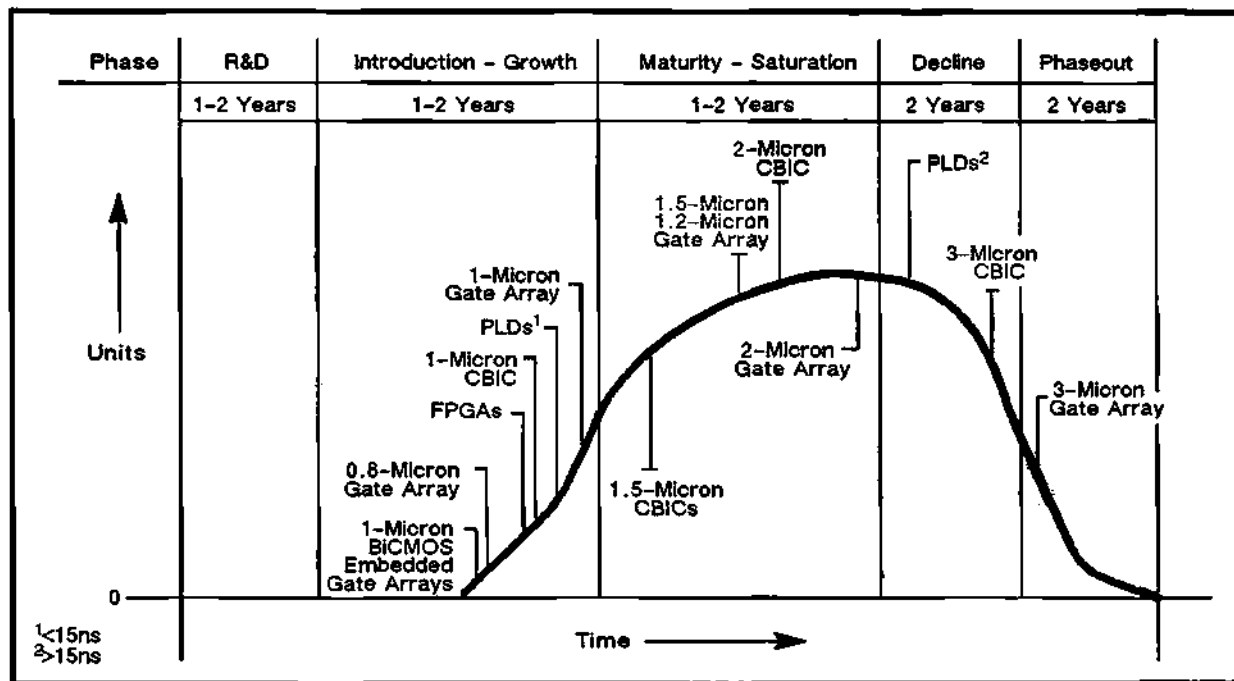 Phase R&D Introduction - Growth Maturity - Saturation Decline Phaseout
1-2 Years 1-2 Years 1-2 Years 2 Years 2 Years
2-Micron
CBIC
PLDs²
1.5-Micron
1.2-Micron
Gate Array
3-Micron
CBIC
1-Micron
Gate Array
PLDs¹
Units
1-Micron
CBIC
2-Micron
Gate Array
3-Micron
Gate Array
FPGAs
0.8-Micron
Gate Array
1.5-Micron
CBICs
1-Micron
BiCMOS
Embedded
Gate Arrays
0
Time
¹<15ns
²>15ns